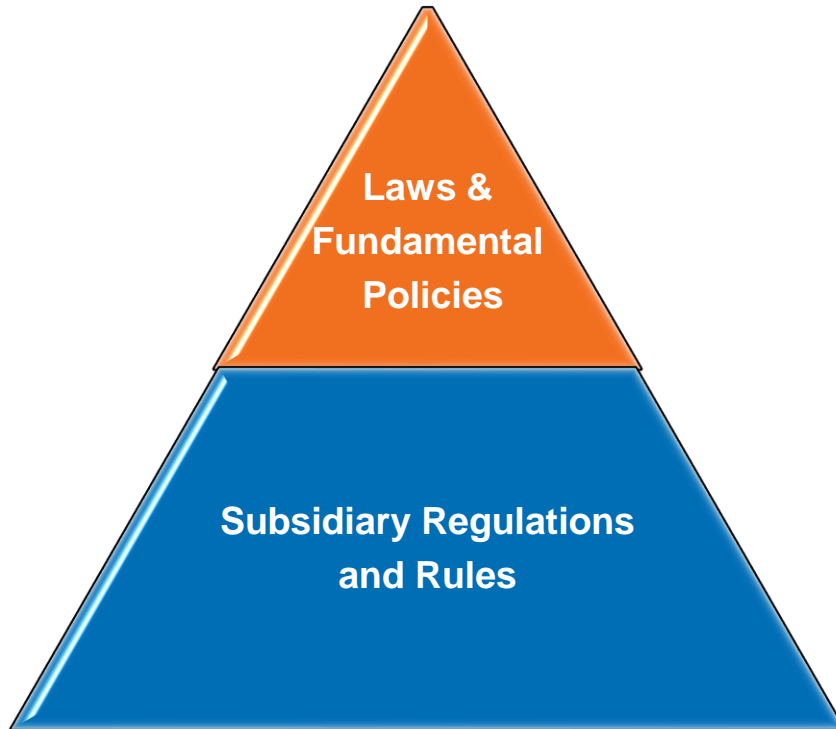 Laws &
Fundamental
Policies
Subsidiary Regulations
and Rules